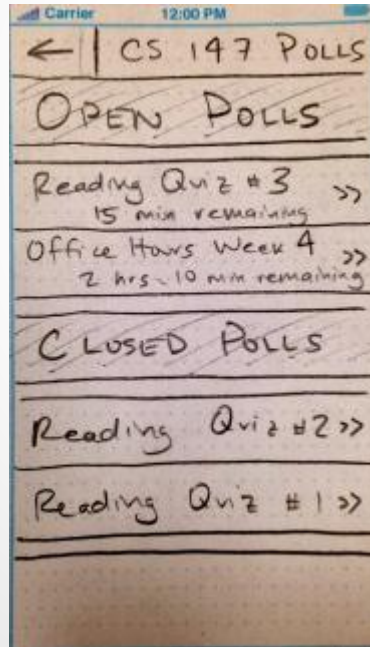 Carrier 12:00 PM
← | CS 147 POLLS
OPEN POLLS
Reading Quiz #3 >>
15 min remaining
Office Hours Week 4 >>
2 hrs. 10 min remaining
CLOSED POLLS
Reading Quiz #2 >>
Reading Quiz #1 >>